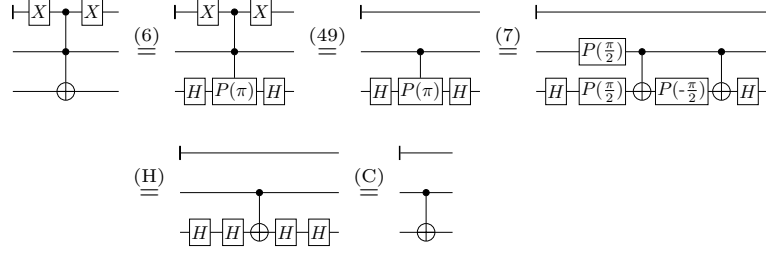 X X (6) X X (49) (7)
= = =
P(π/2)
H P(π) H H P(π) H H P(π/2) P(-π/2) H
(H) (C)
= =
H H H H